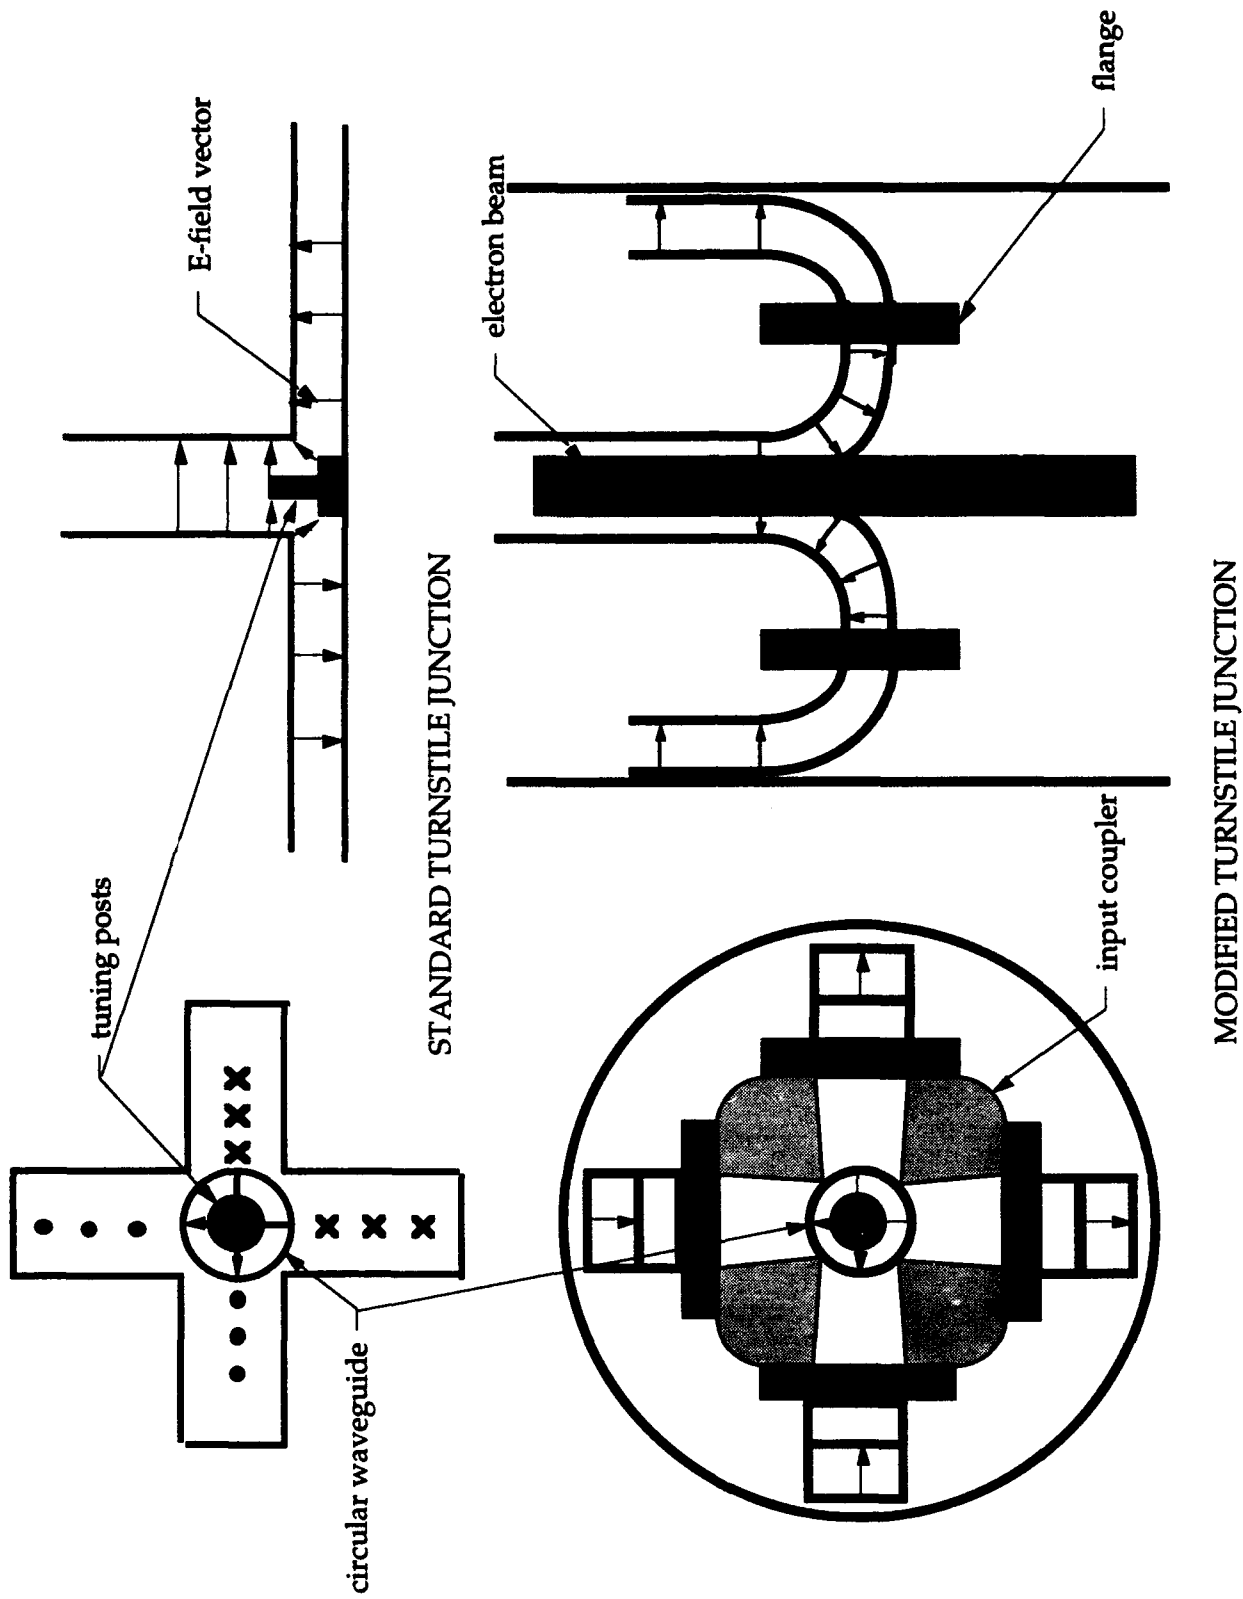 tuning posts
E-field vector
circular waveguide
STANDARD TURNSTILE JUNCTION
electron beam
input coupler
flange
MODIFIED TURNSTILE JUNCTION